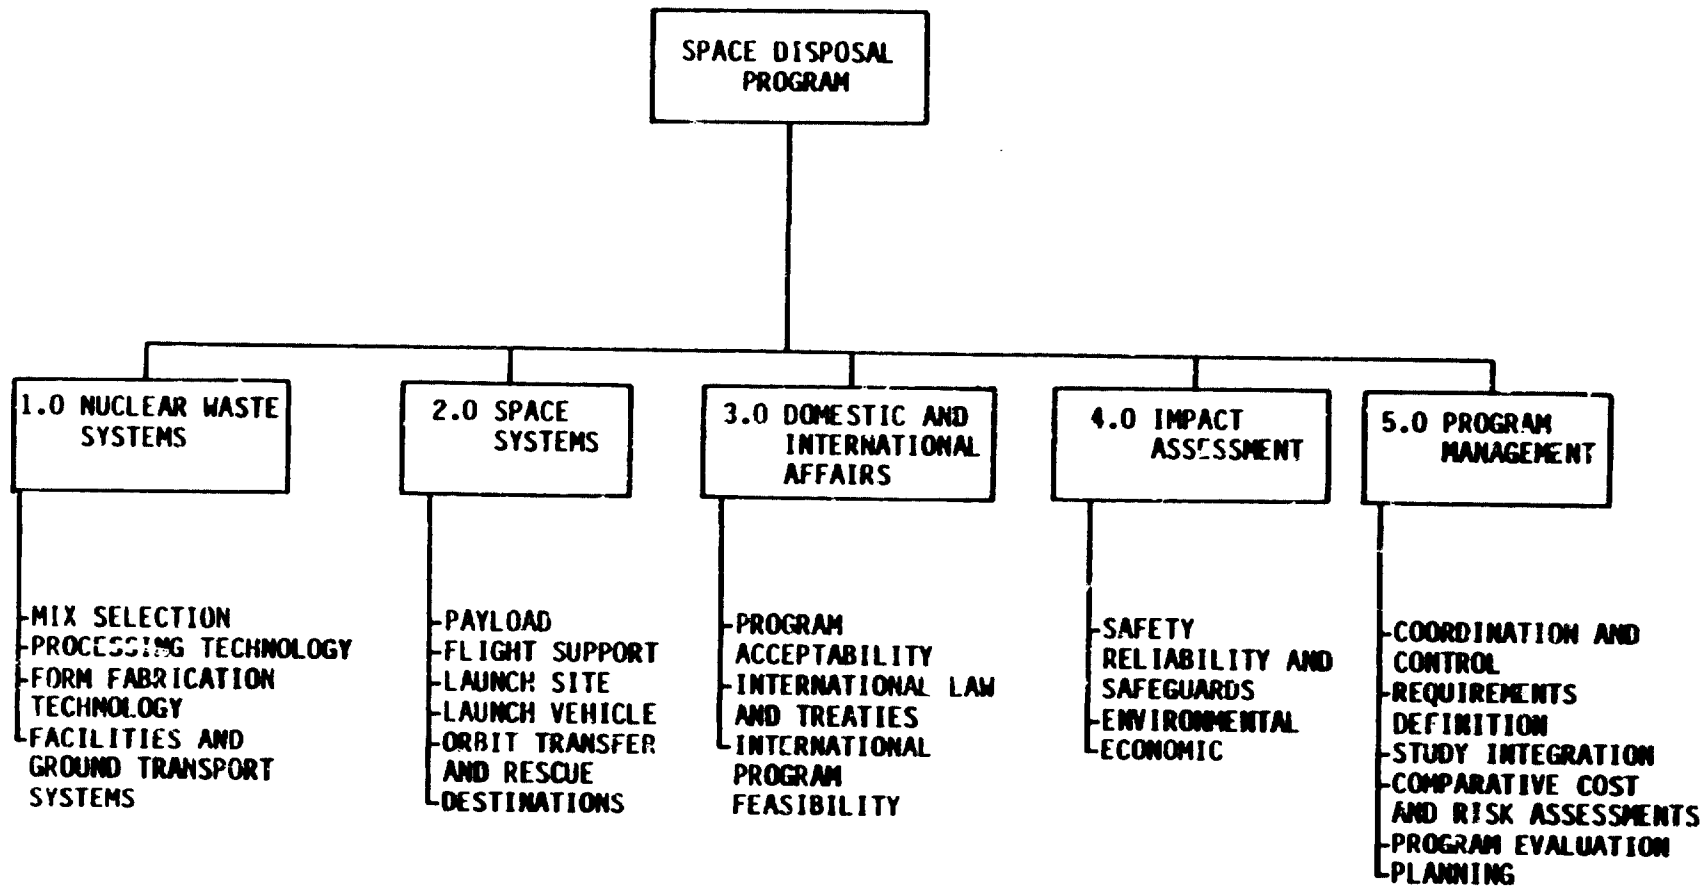 SPACE DISPOSAL
PROGRAM
1.0 NUCLEAR WASTE
SYSTEMS
2.0 SPACE
SYSTEMS
3.0 DOMESTIC AND
INTERNATIONAL
AFFAIRS
4.0 IMPACT
ASSESSMENT
5.0 PROGRAM
MANAGEMENT
MIX SELECTION
PROCESSING TECHNOLOGY
FORM FABRICATION
TECHNOLOGY
FACILITIES AND
GROUND TRANSPORT
SYSTEMS
PAYLOAD
FLIGHT SUPPORT
LAUNCH SITE
LAUNCH VEHICLE
ORBIT TRANSFER
AND RESCUE
DESTINATIONS
PROGRAM
ACCEPTABILITY
INTERNATIONAL LAW
AND TREATIES
INTERNATIONAL
PROGRAM
FEASIBILITY
SAFETY
RELIABILITY AND
SAFEGUARDS
ENVIRONMENTAL
ECONOMIC
COORDINATION AND
CONTROL
REQUIREMENTS
DEFINITION
STUDY INTEGRATION
COMPARATIVE COST
AND RISK ASSESSMENTS
PROGRAM EVALUATION
PLANNING